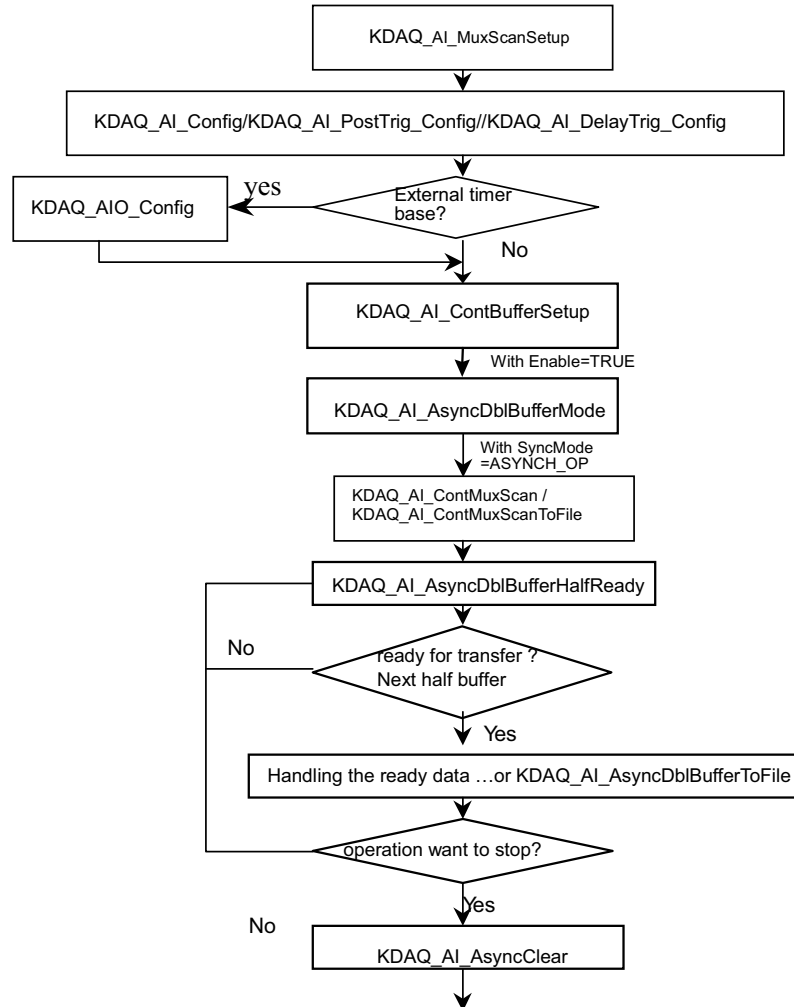 KDAQ_AI_MuxScanSetup
KDAQ_AI_Config/KDAQ_AI_PostTrig_Config//KDAQ_AI_DelayTrig_Config
yes
External timer
base?
KDAQ_AIO_Config
No
KDAQ_AI_ContBufferSetup
With Enable=TRUE
KDAQ_AI_AsyncDblBufferMode
With SyncMode
=ASYNCH_OP
KDAQ_AI_ContMuxScan /
KDAQ_AI_ContMuxScanToFile
KDAQ_AI_AsyncDblBufferHalfReady
No
ready for transfer ?
Next half buffer
Yes
Handling the ready data …or KDAQ_AI_AsyncDblBufferToFile
operation want to stop?
Yes
No
KDAQ_AI_AsyncClear